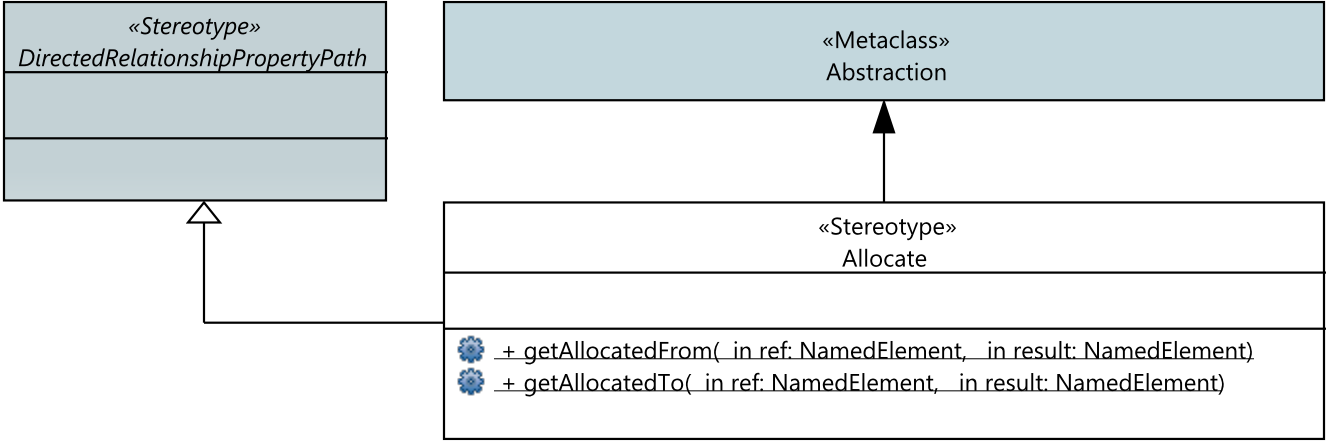 «Stereotype»
DirectedRelationshipPropertyPath
«Metaclass»
Abstraction
«Stereotype»
Allocate
+ getAllocatedFrom(  in ref: NamedElement,   in result: NamedElement)
+ getAllocatedTo(  in ref: NamedElement,   in result: NamedElement)